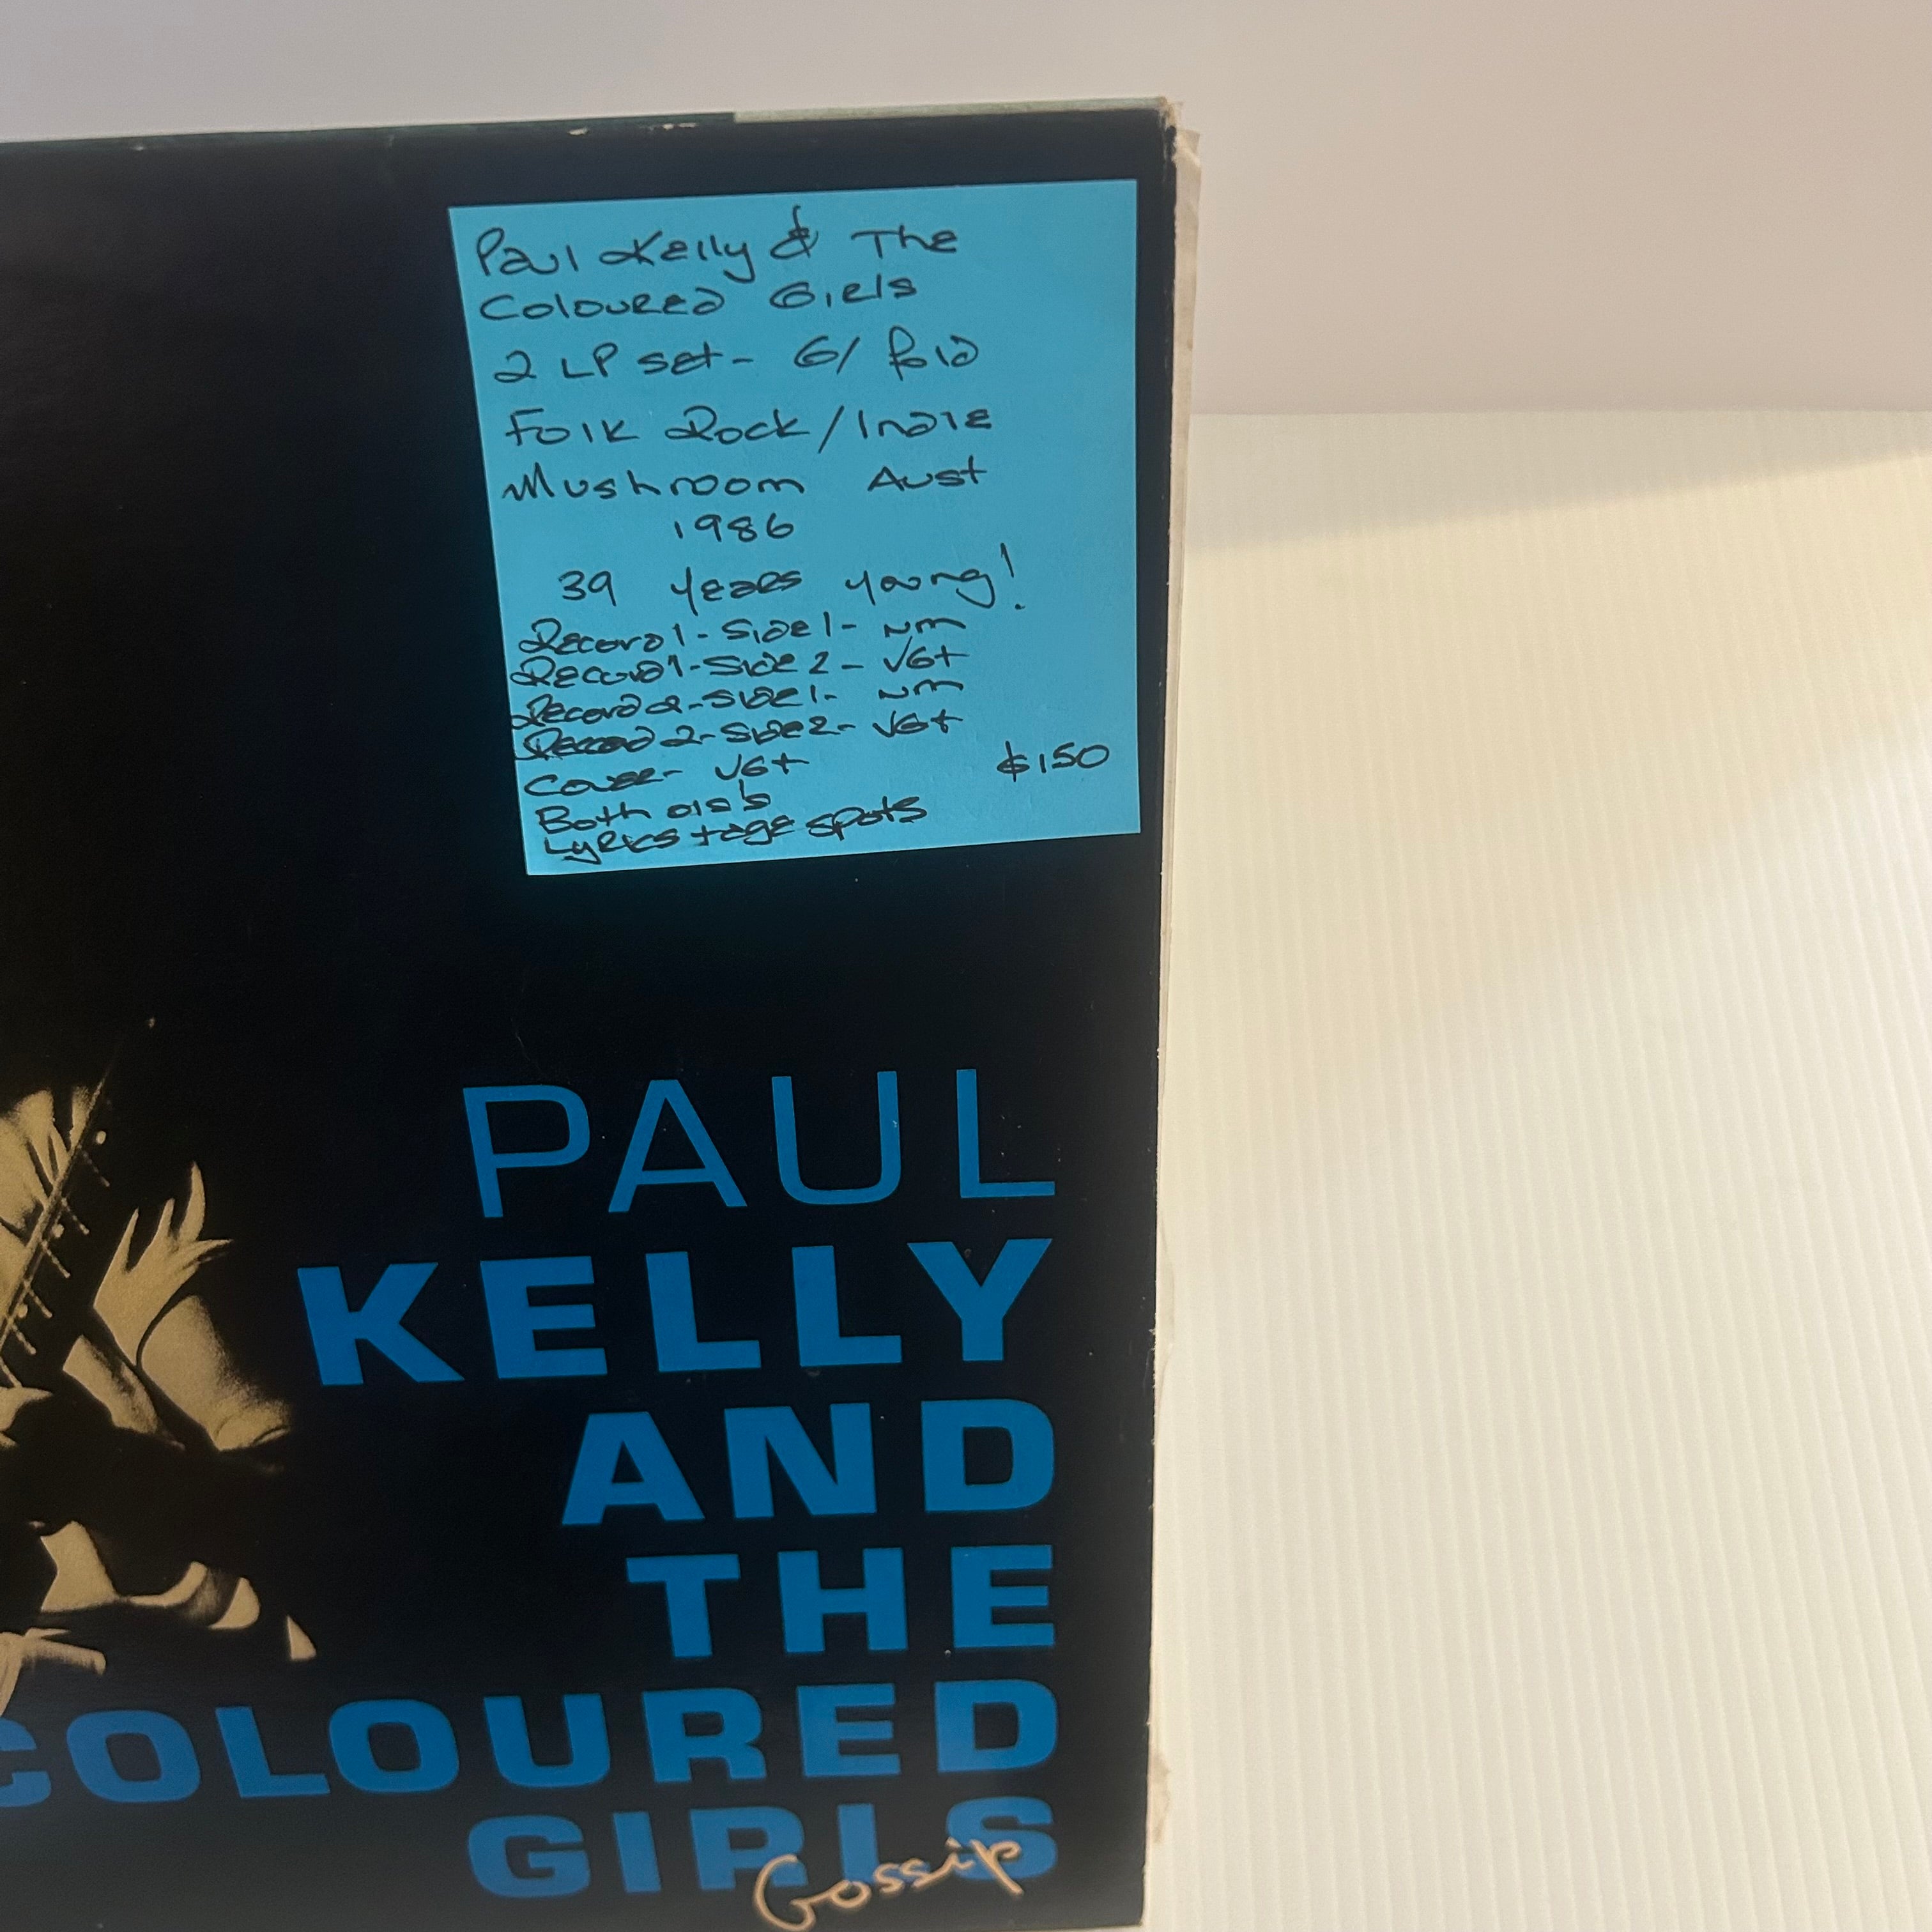 Paul Kelly & The
Coloured Girls
2 LP set - G/fold
Folk Rock/Indie
Mushroom Aust
1986
39 years young!
Record 1 - Side 1 - NM
Record 1 - Side 2 - VG+
Record 2 - Side 1 - NM
Record 2 - Side 2 - VG+
Cover - VG+
$150
Both
Lyrics + age spots
PAUL
KELLY
AND
THE
COLOURED
GIRLS
Gossip